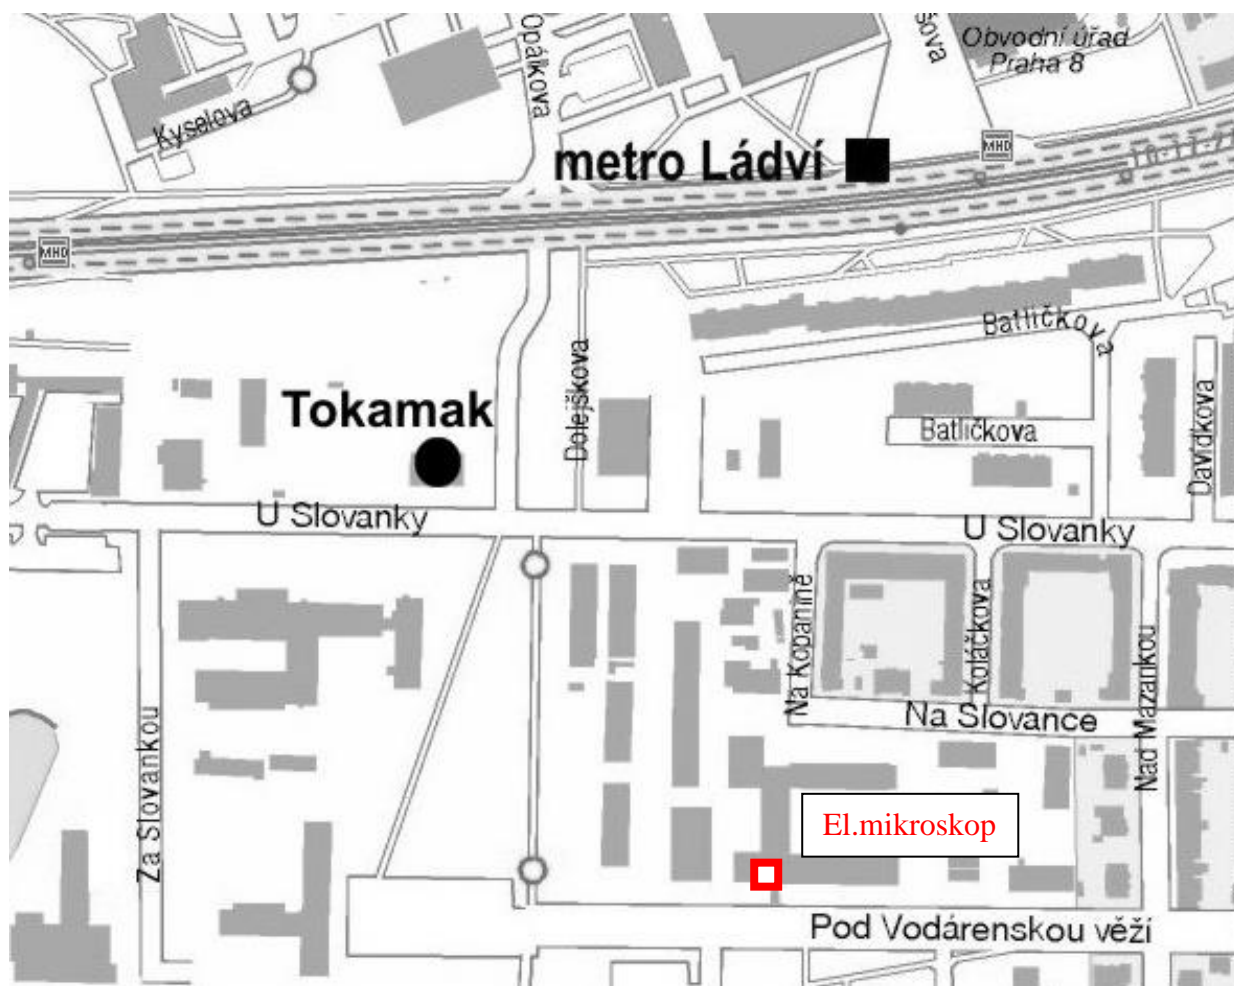 Opálkova
šova
Obvodní úřad
Praha 8
Kyselova
metro Ládví
MHD
MHD
Batličkova
Dolejškova
Tokamak
Batličkova
Davídkova
U Slovanky
U Slovanky
Na Kopanině
Koláčkova
Nad Mazankou
Na Slovance
Za Slovankou
El.mikroskop
Pod Vodárenskou věží